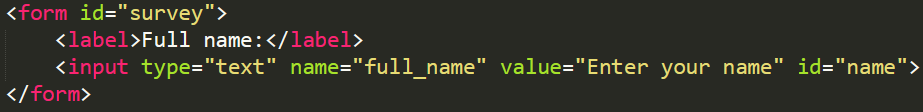 <form id="survey">
    <label>Full name:</label>
    <input type="text" name="full_name" value="Enter your name" id="name">
</form>